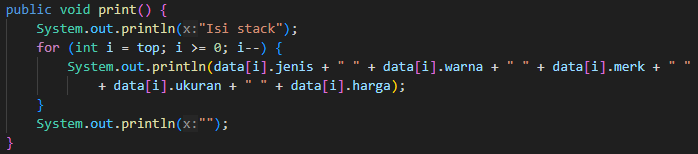 public void print() {
System.out.println(x:"Isi stack");
for (int i = top; i >= 0; i--) {
System.out.println(data[i].jenis + " " + data[i].warna + " " + data[i].merk + " "
+ data[i].ukuran + " " + data[i].harga);
}
System.out.println(x:"");
}